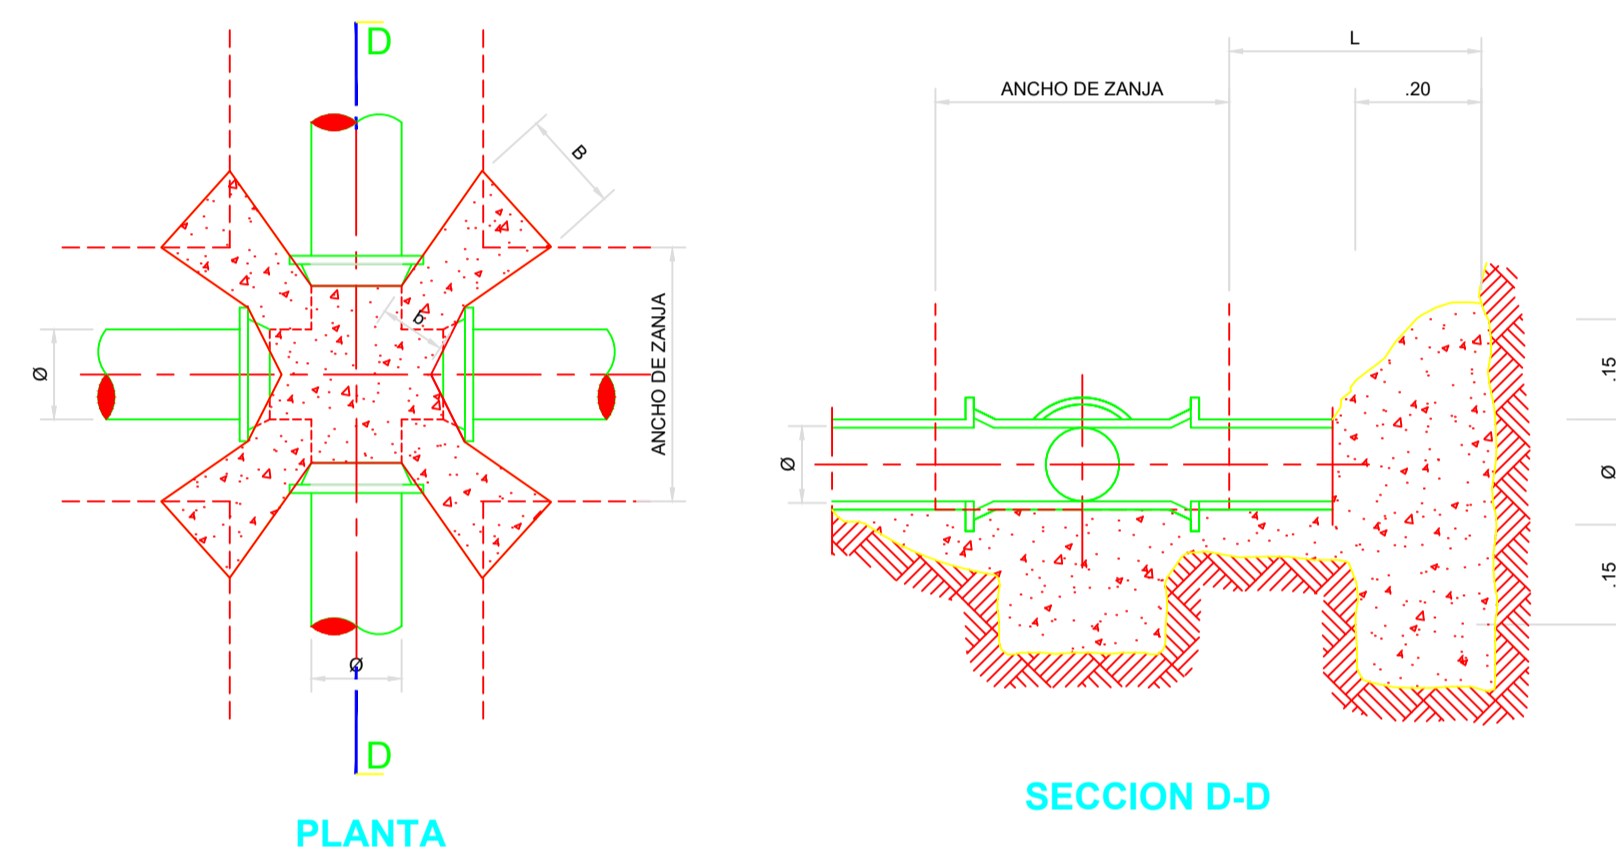 D
B
b
Ø
ANCHO DE ZANJA
Ø
D
PLANTA
L
ANCHO DE ZANJA
.20
.15
Ø
Ø
.15
SECCION D-D